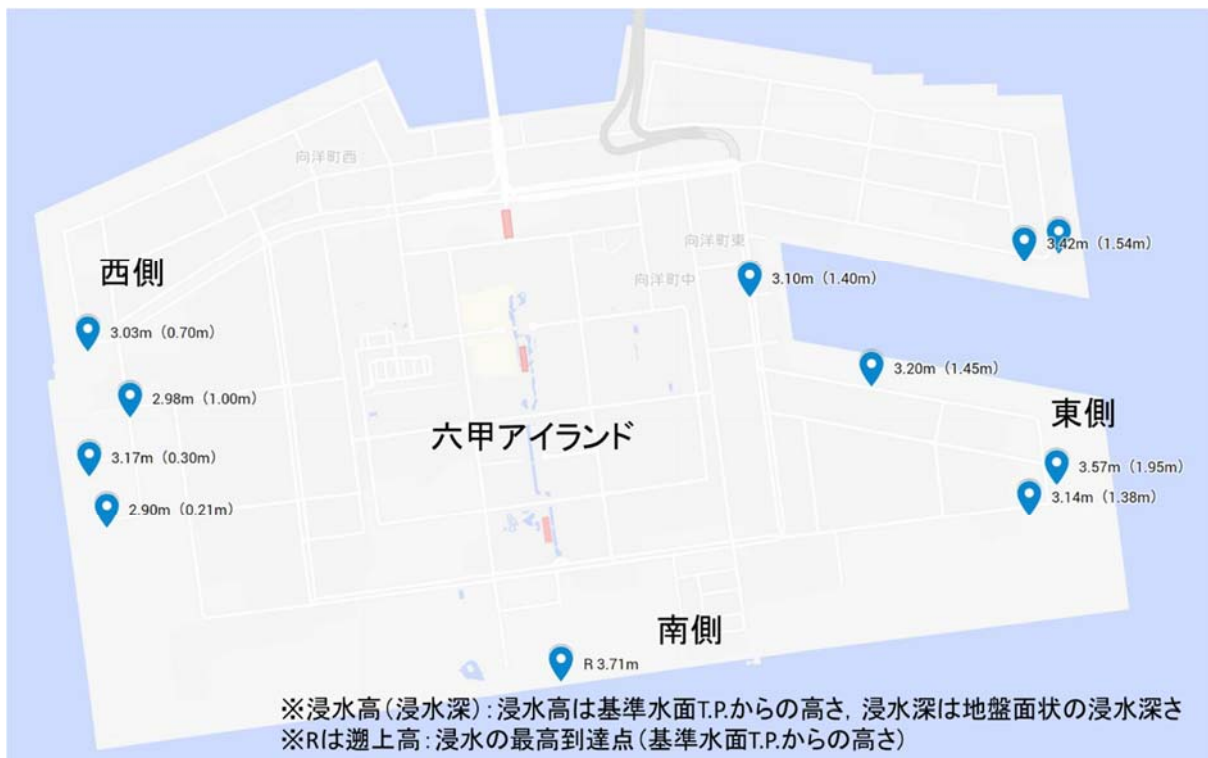 向洋町西
向洋町東
3.42m（1.54m）
西側
向洋町中
3.10m（1.40m）
3.03m（0.70m）
3.20m（1.45m）
2.98m（1.00m）
東側
六甲アイランド
3.17m（0.30m）
3.57m（1.95m）
3.14m（1.38m）
2.90m（0.21m）
南側
R 3.71m
※浸水高（浸水深）：浸水高は基準水面T.P.からの高さ，浸水深は地盤面状の浸水深さ
※Rは遡上高：浸水の最高到達点（基準水面T.P.からの高さ）